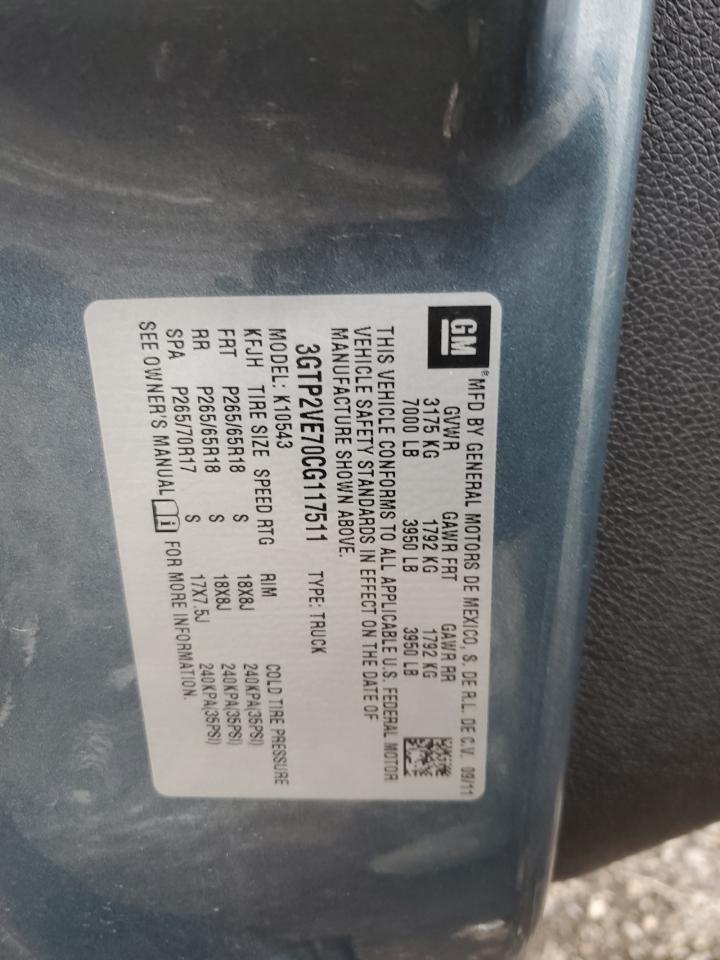 GM ® MFD BY GENERAL MOTORS DE MEXICO, S. DE R.L. DE C.V. 09/11
GVWR GAWR FRT GAWR RR
3175 KG 1792 KG 1792 KG
7000 LB 3950 LB 3950 LB
THIS VEHICLE CONFORMS TO ALL APPLICABLE U.S. FEDERAL MOTOR
VEHICLE SAFETY STANDARDS IN EFFECT ON THE DATE OF
MANUFACTURE SHOWN ABOVE.
3GTP2VE70CG117511 TYPE: TRUCK
MODEL: K10543
KFJH TIRE SIZE SPEED RTG RIM COLD TIRE PRESSURE
FRT P265/65R18 S 18X8J 240KPA(35PSI)
RR P265/65R18 S 18X8J 240KPA(35PSI)
SPA P265/70R17 S 17X7.5J 240KPA(35PSI)
SEE OWNER'S MANUAL FOR MORE INFORMATION.